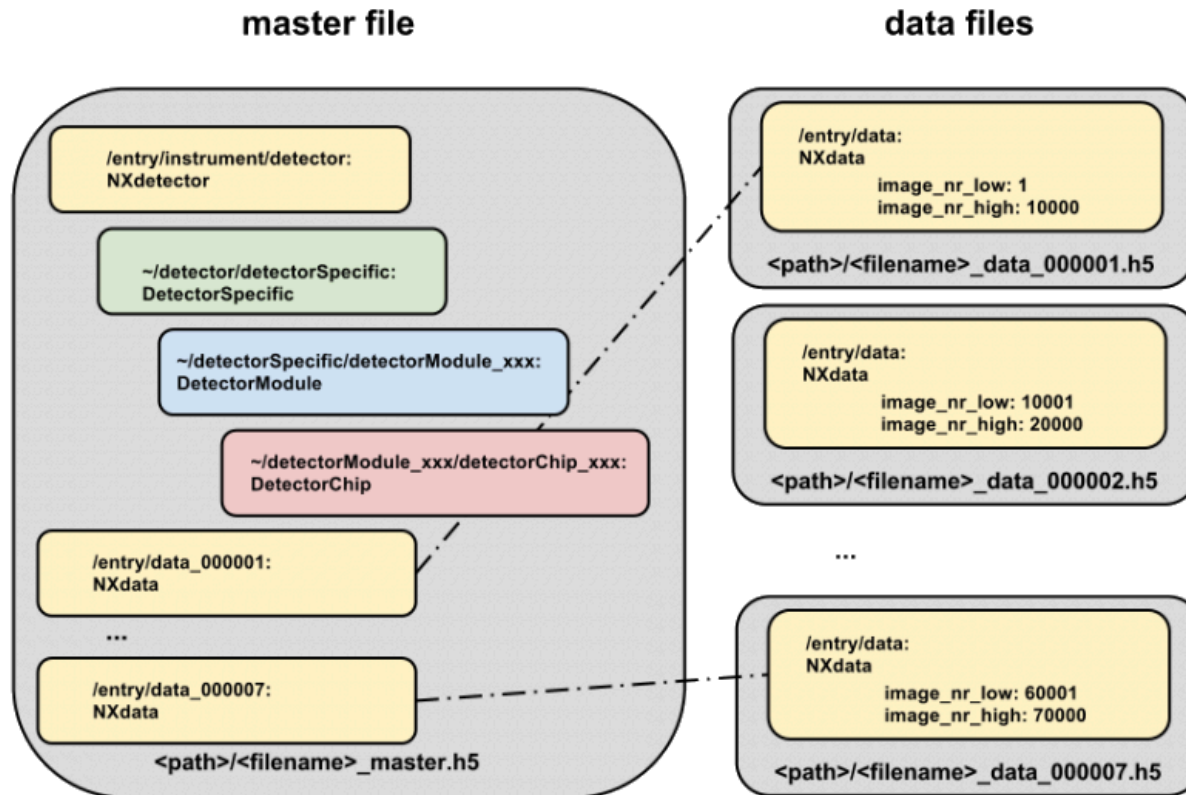 master file
data files
/entry/instrument/detector:
NXdetector
~/detector/detectorSpecific:
DetectorSpecific
~/detectorSpecific/detectorModule_xxx:
DetectorModule
~/detectorModule_xxx/detectorChip_xxx:
DetectorChip
/entry/data_000001:
NXdata
...
/entry/data_000007:
NXdata
<path>/<filename>_master.h5
/entry/data:
NXdata
image_nr_low: 1
image_nr_high: 10000
<path>/<filename>_data_000001.h5
/entry/data:
NXdata
image_nr_low: 10001
image_nr_high: 20000
<path>/<filename>_data_000002.h5
...
/entry/data:
NXdata
image_nr_low: 60001
image_nr_high: 70000
<path>/<filename>_data_000007.h5